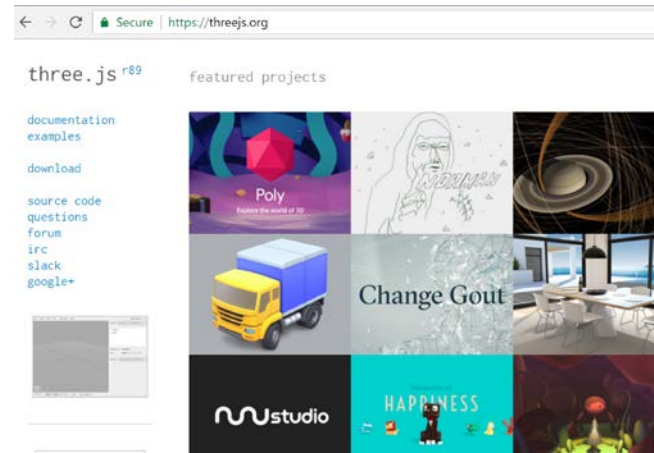 Secure | https://threejs.org
three.js r89
featured projects
documentation
examples
download
source code
questions
forum
irc
slack
google+
Poly
Explore the world of 3D
NORMAN
Change Gout
studio
HAPPINESS